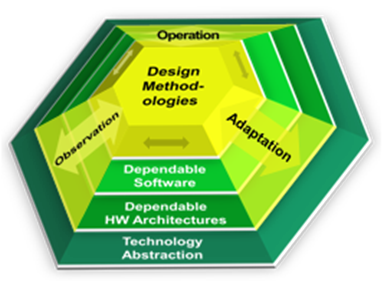 Operation
Design
Method-
ologies
Observation
Adaptation
Dependable
Software
Dependable
HW Architectures
Technology
Abstraction